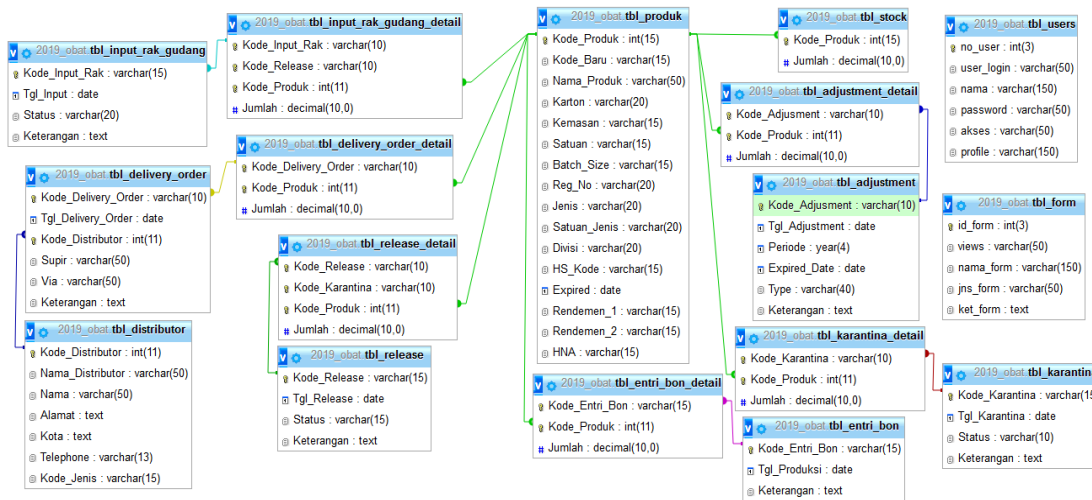 2019_obat tbl_input_rak_gudang
Kode_Input_Rak : varchar(15)
Tgl_Input : date
Status : varchar(20)
Keterangan : text
2019_obat tbl_input_rak_gudang_detail
Kode_Input_Rak : varchar(10)
Kode_Release : varchar(10)
Kode_Produk : int(11)
# Jumlah : decimal(10,0)
2019_obat tbl_delivery_order
Kode_Delivery_Order : varchar(10)
Tgl_Delivery_Order : date
Kode_Distributor : int(11)
Supir : varchar(50)
Via : varchar(50)
Keterangan : text
2019_obat tbl_delivery_order_detail
Kode_Delivery_Order : varchar(10)
Kode_Produk : int(11)
# Jumlah : decimal(10,0)
2019_obat tbl_distributor
Kode_Distributor : int(11)
Nama_Distributor : varchar(50)
Nama : varchar(50)
Alamat : text
Kota : text
Telephone : varchar(13)
Kode_Jenis : varchar(15)
2019_obat tbl_release_detail
Kode_Release : varchar(10)
Kode_Karantina : varchar(10)
Kode_Produk : int(11)
# Jumlah : decimal(10,0)
2019_obat tbl_release
Kode_Release : varchar(15)
Tgl_Release : date
Status : varchar(15)
Keterangan : text
2019_obat tbl_produk
Kode_Produk : int(15)
Kode_Baru : varchar(15)
Nama_Produk : varchar(50)
Karton : varchar(20)
Kemasan : varchar(15)
Satuan : varchar(15)
Batch_Size : varchar(15)
Reg_No : varchar(20)
Jenis : varchar(20)
Satuan_Jenis : varchar(20)
Divisi : varchar(20)
HS_Kode : varchar(15)
Expired : date
Rendemen_1 : varchar(15)
Rendemen_2 : varchar(15)
HNA : varchar(15)
2019_obat tbl_entri_bon_detail
Kode_Entri_Bon : varchar(15)
Kode_Produk : int(11)
# Jumlah : decimal(10,0)
2019_obat tbl_stock
Kode_Produk : int(15)
# Jumlah : decimal(10,0)
2019_obat tbl_adjustment_detail
Kode_Adjusment : varchar(10)
Kode_Produk : int(11)
# Jumlah : decimal(10,0)
2019_obat tbl_adjustment
Kode_Adjusment : varchar(10)
Tgl_Adjustment : date
Periode : year(4)
Expired_Date : date
Type : varchar(40)
2019_obat tbl_karantina_detail
Kode_Karantina : varchar(10)
Kode_Produk : int(11)
# Jumlah : decimal(10,0)
2019_obat tbl_entri_bon
Kode_Entri_Bon : varchar(15)
Tgl_Produksi : date
Keterangan : text
2019_obat tbl_users
no_user : int(3)
user_login : varchar(50)
nama : varchar(150)
password : varchar(50)
akses : varchar(50)
profile : varchar(150)
2019_obat tbl_form
id_form : int(3)
views : varchar(50)
nama_form : varchar(150)
jns_form : varchar(50)
ket_form : text
2019_obat tbl_karantina
Kode_Karantina : varchar(15
Tgl_Karantina : date
Status : varchar(10)
Keterangan : text